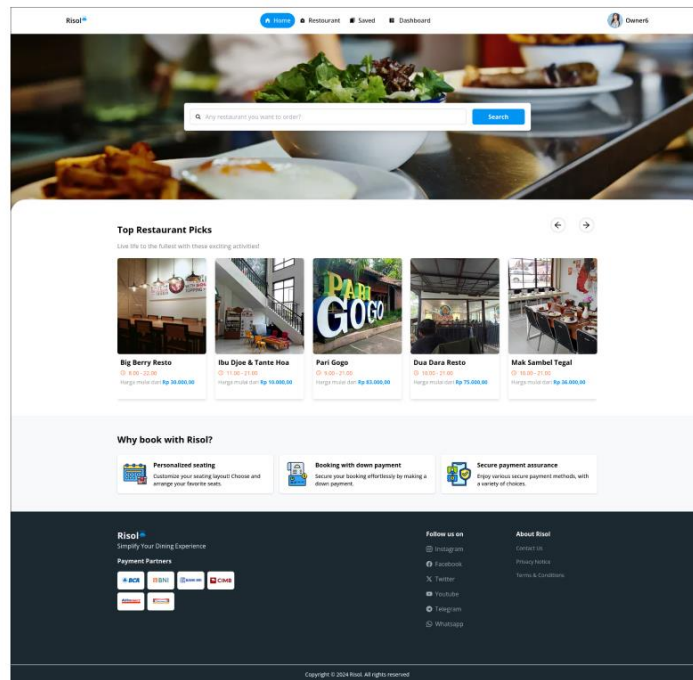 Risol
Home Restourant Saved Dashboard
Owner6
Any restaurant you want to order?
Search
Top Restaurant Picks
Live life to the fullest with these exciting activities!
PARI
GOGO
Big Berry Resto
8.00 - 22.00
Harga mulai dari Rp 30.000,00
Ibu Djoe & Tante Hoa
11.00 - 21.00
Harga mulai dari Rp 10.000,00
Pari Gogo
9.00 - 21.00
Harga mulai dari Rp 83.000,00
Dua Dara Resto
10.00 - 21.00
Harga mulai dari Rp 75.000,00
Mak Sambel Tegal
10.00 - 21.00
Harga mulai dari Rp 36.000,00
Why book with Risol?
Personalized seating
Customize your seating layout! Choose and
arrange your favorite seats.
Booking with down payment
Secure your booking effortlessly by making a
down payment.
Secure payment assurance
Enjoy various secure payment methods, with
a variety of choices.
Risol
Simplify Your Dining Experience
Payment Partners
BCA
BNI
CIMB
Follow us on
Instagram
Facebook
Twitter
Youtube
Telegram
Whatsapp
About Risol
Contact Us
Privacy Notice
Terms & Conditions
Copyright © 2024 Risol. All rights reserved